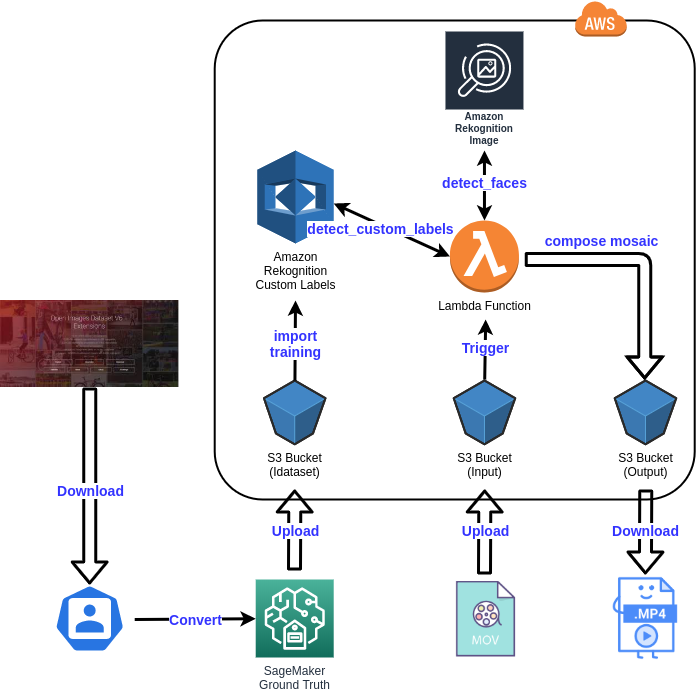 AWS
Amazon
Rekognition
Image
detect_faces
detect_custom_labels
compose mosaic
Amazon
Rekognition
Custom Labels
Lambda Function
Open Images Dataset V6
Extensions
import
training
Trigger
S3 Bucket
(Idataset)
S3 Bucket
(Input)
S3 Bucket
(Output)
Download
Upload
Upload
Download
Convert
MOV
.MP4
SageMaker
Ground Truth